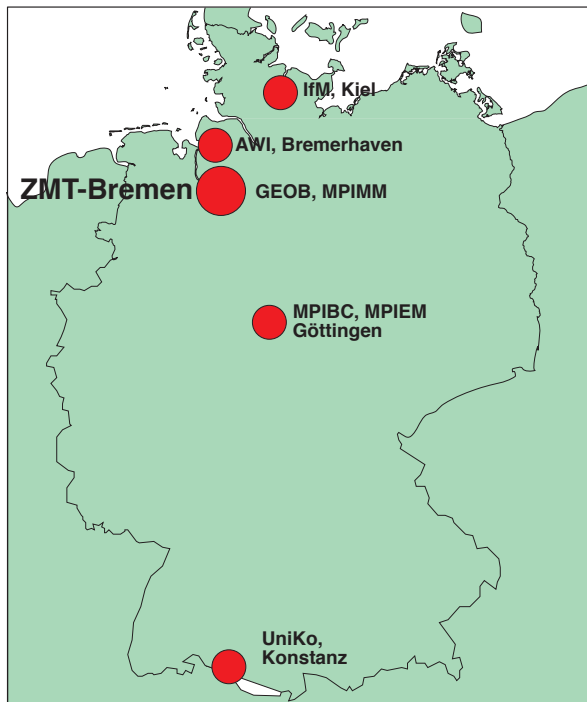 IfM, Kiel
AWI, Bremerhaven
ZMT-Bremen
GEOB, MPIMM
MPIBC, MPIEM
Göttingen
UniKo,
Konstanz